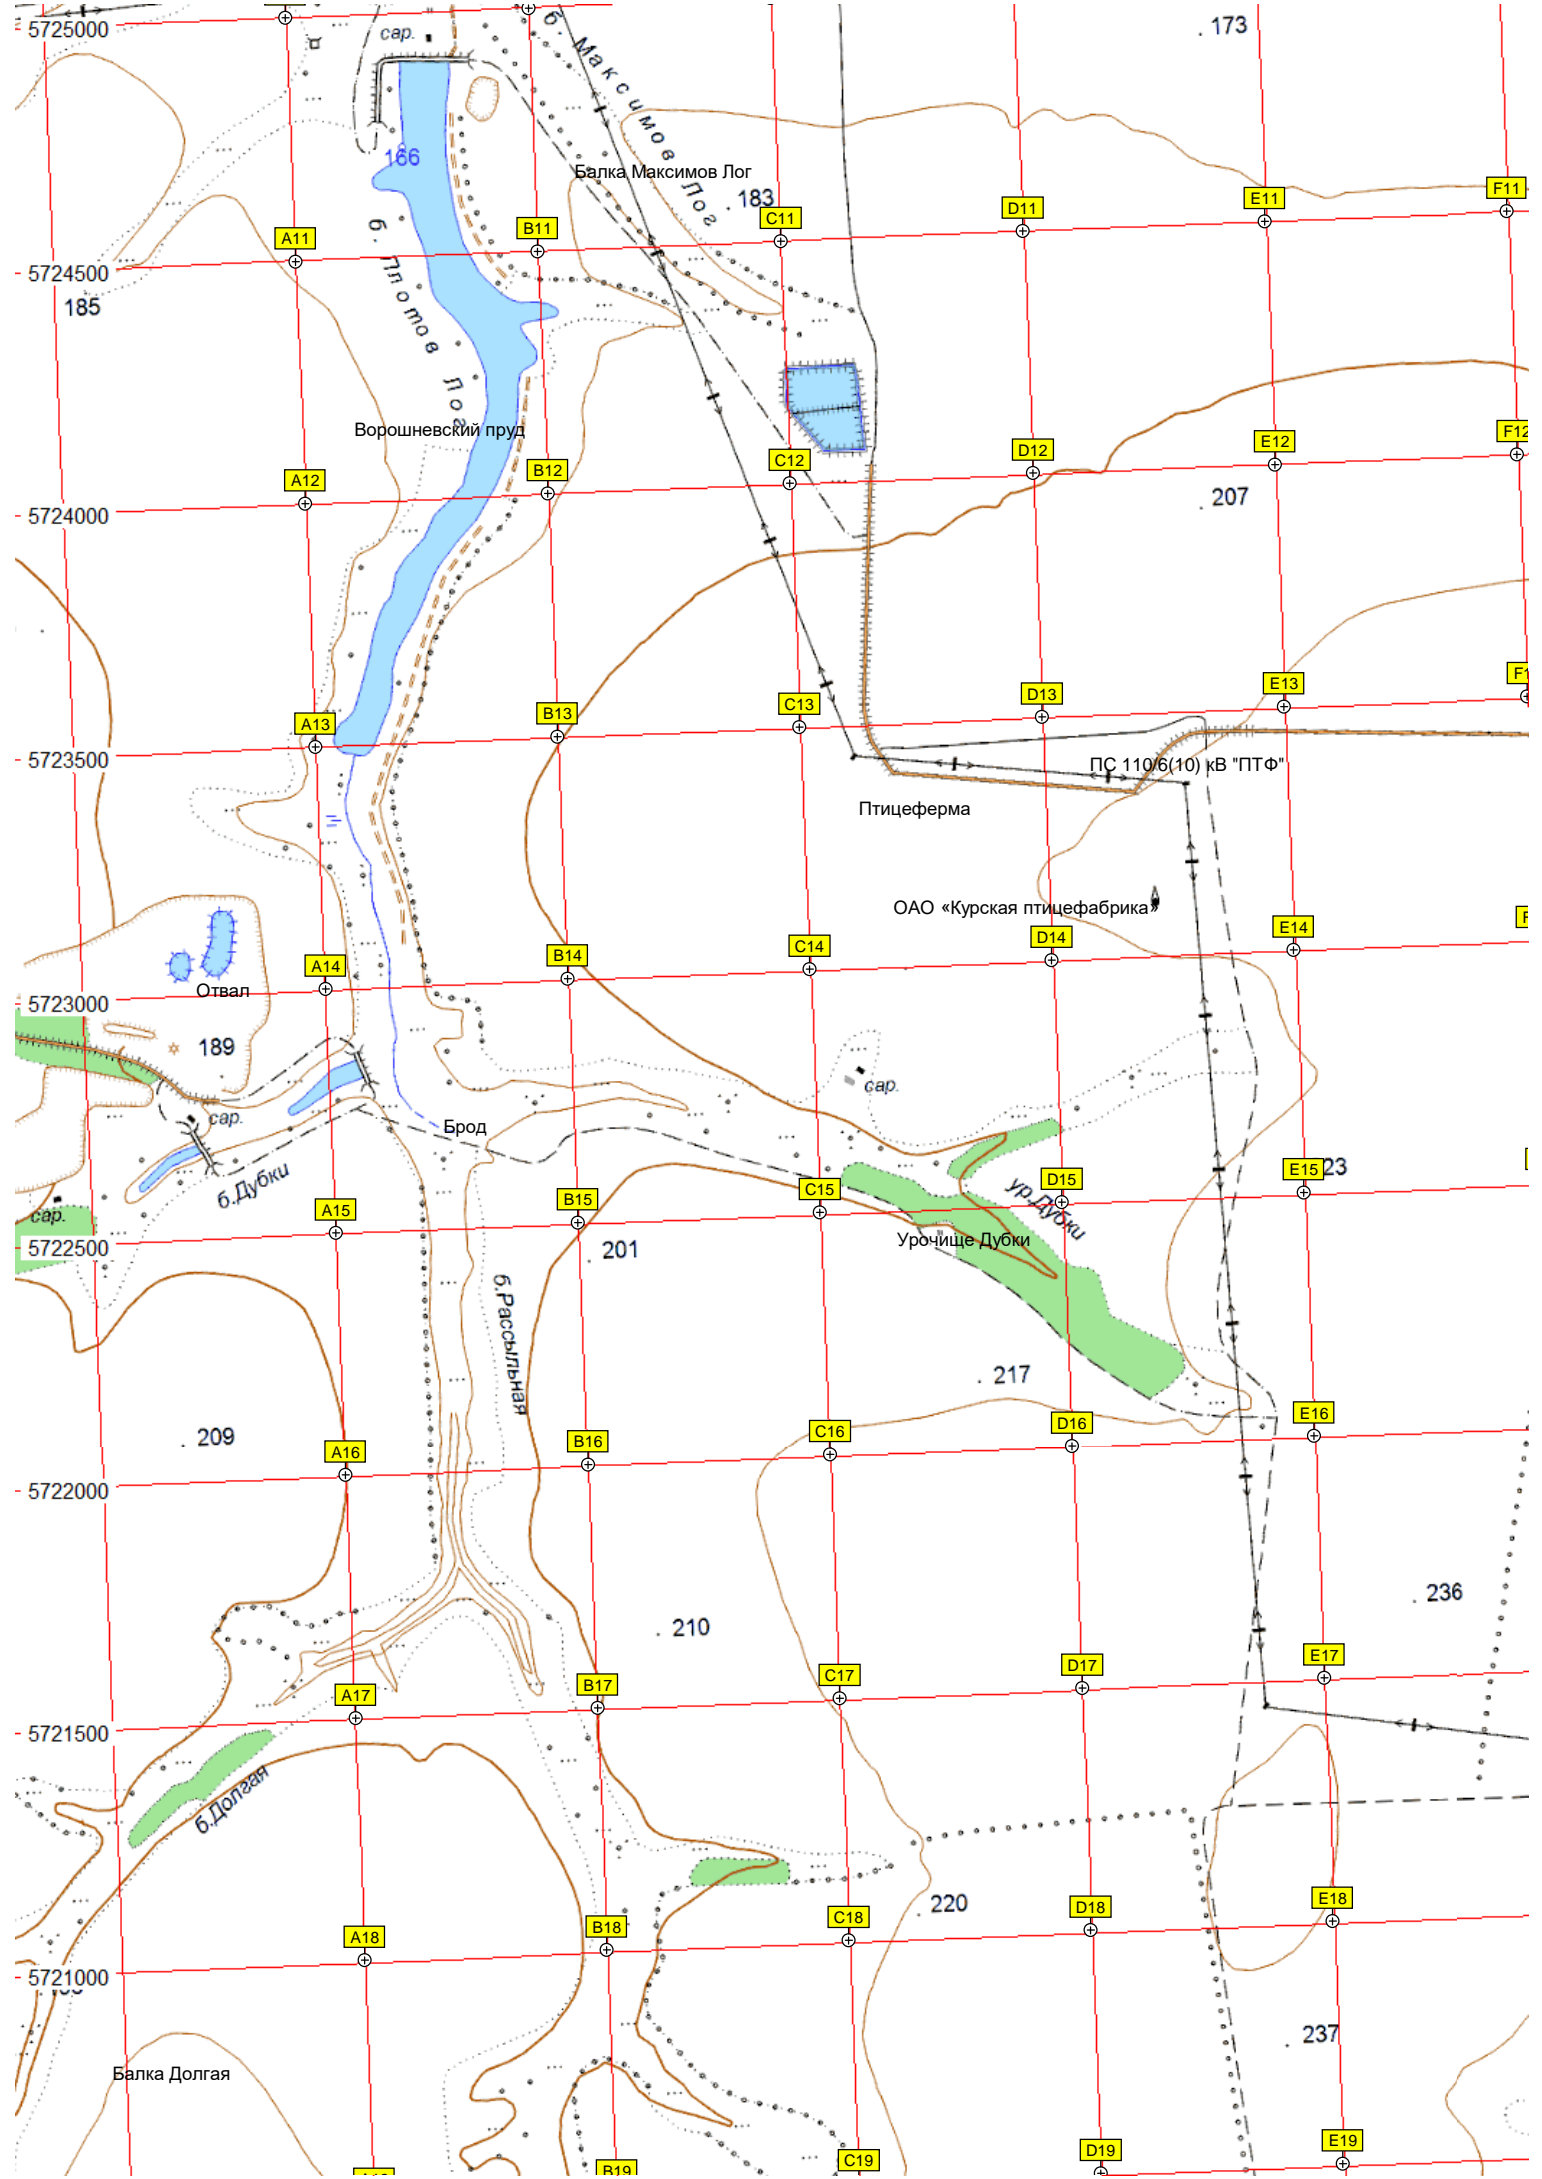 5725000
сар.
б. Максимов Лог
173
166
Балка Максимов Лог
183
C11
D11
E11
F11
A11
B11
б. Плотов Лог
5724500
185
Ворошневский пруд
A12
B12
C12
D12
E12
F12
207
5724000
A13
B13
C13
D13
E13
5723500
ПС 110/6(10) кВ "ПТФ"
Птицеферма
ОАО «Курская птицефабрика»
A14
B14
C14
D14
E14
Отвал
5723000
189
сар.
сар.
Брод
б.Дубки
сар.
A15
B15
C15
D15
E15
23
ур.Дубки
Урочище Дубки
5722500
201
б.Рассыльная
217
209
A16
B16
C16
D16
E16
5722000
236
210
A17
B17
C17
D17
E17
5721500
б.Долгая
220
A18
B18
C18
D18
E18
5721000
237
Балка Долгая
B19
C19
D19
E19